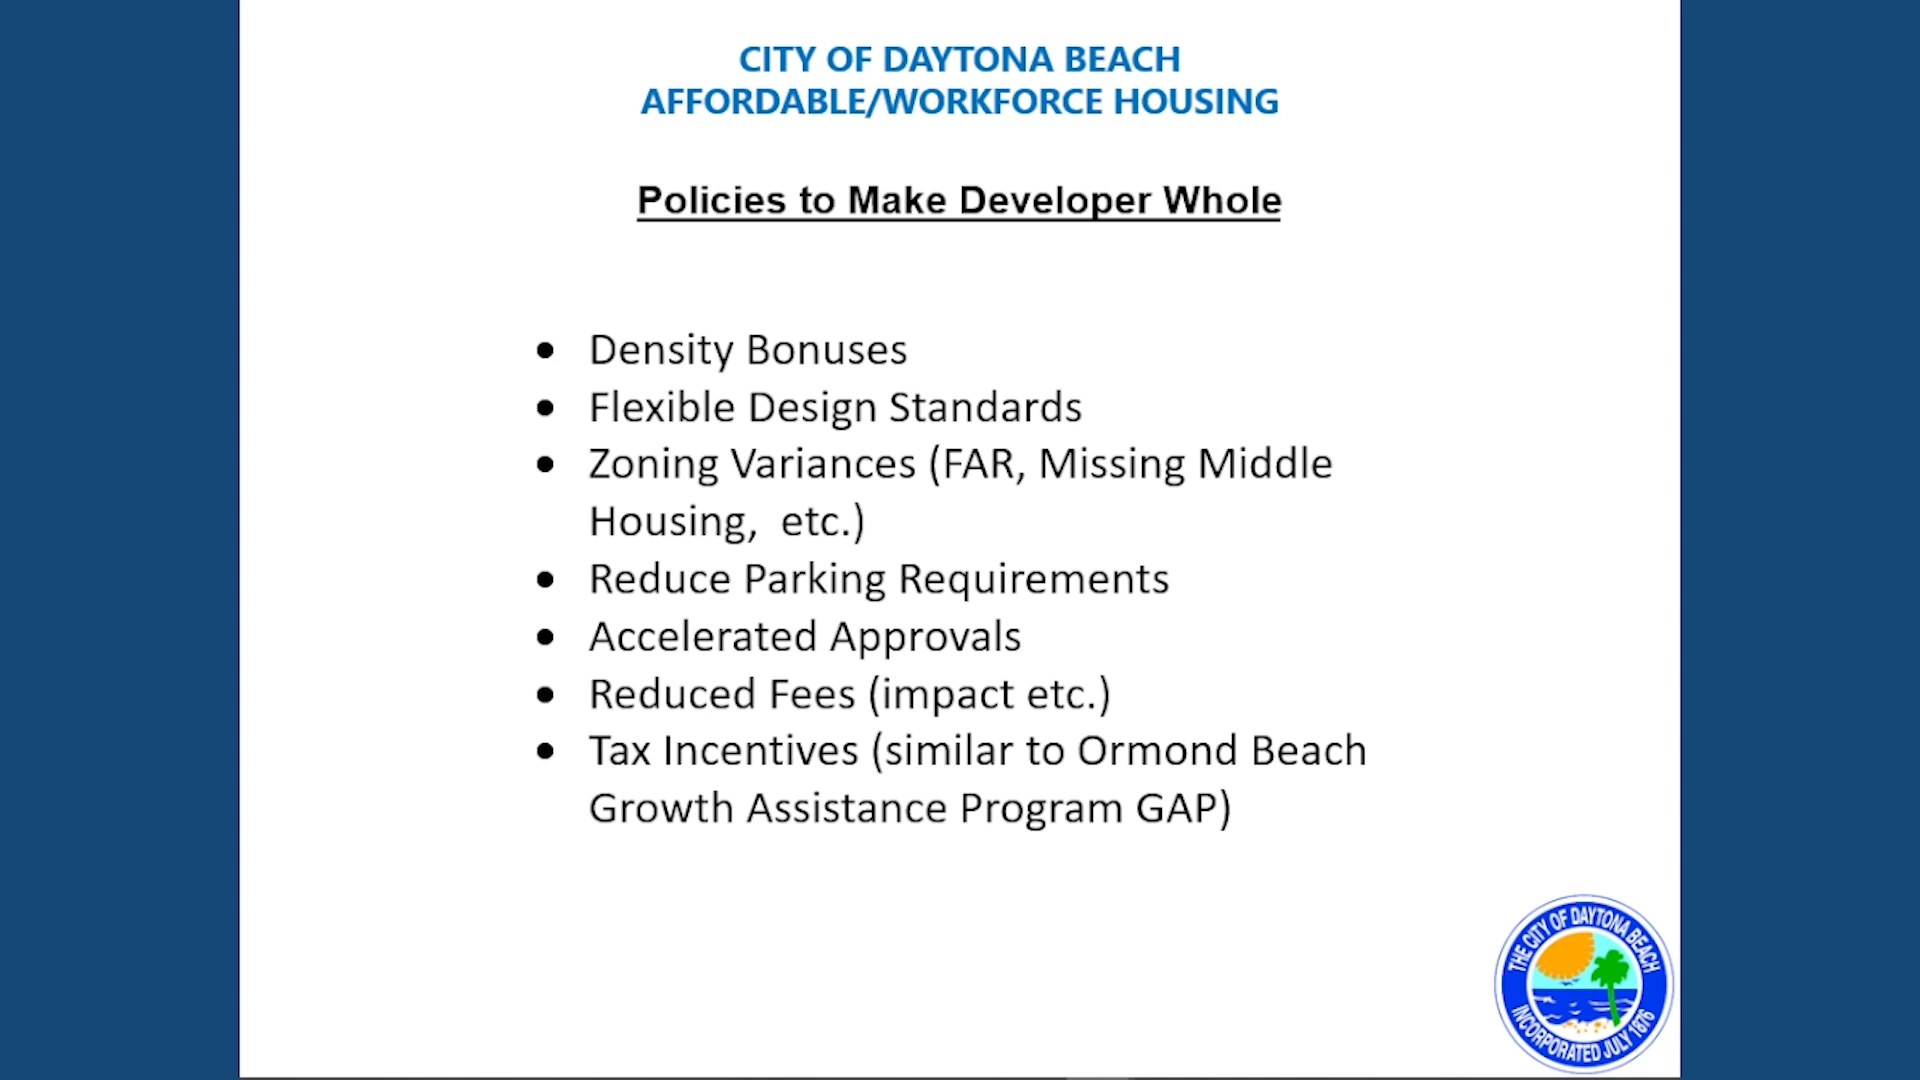 CITY OF DAYTONA BEACH
AFFORDABLE/WORKFORCE HOUSING
Policies to Make Developer Whole
• Density Bonuses
• Flexible Design Standards
• Zoning Variances (FAR, Missing Middle
Housing,  etc.)
• Reduce Parking Requirements
• Accelerated Approvals
• Reduced Fees (impact etc.)
• Tax Incentives (similar to Ormond Beach
Growth Assistance Program GAP)
THE CITY OF DAYTONA BEACH
INCORPORATED JULY 1876